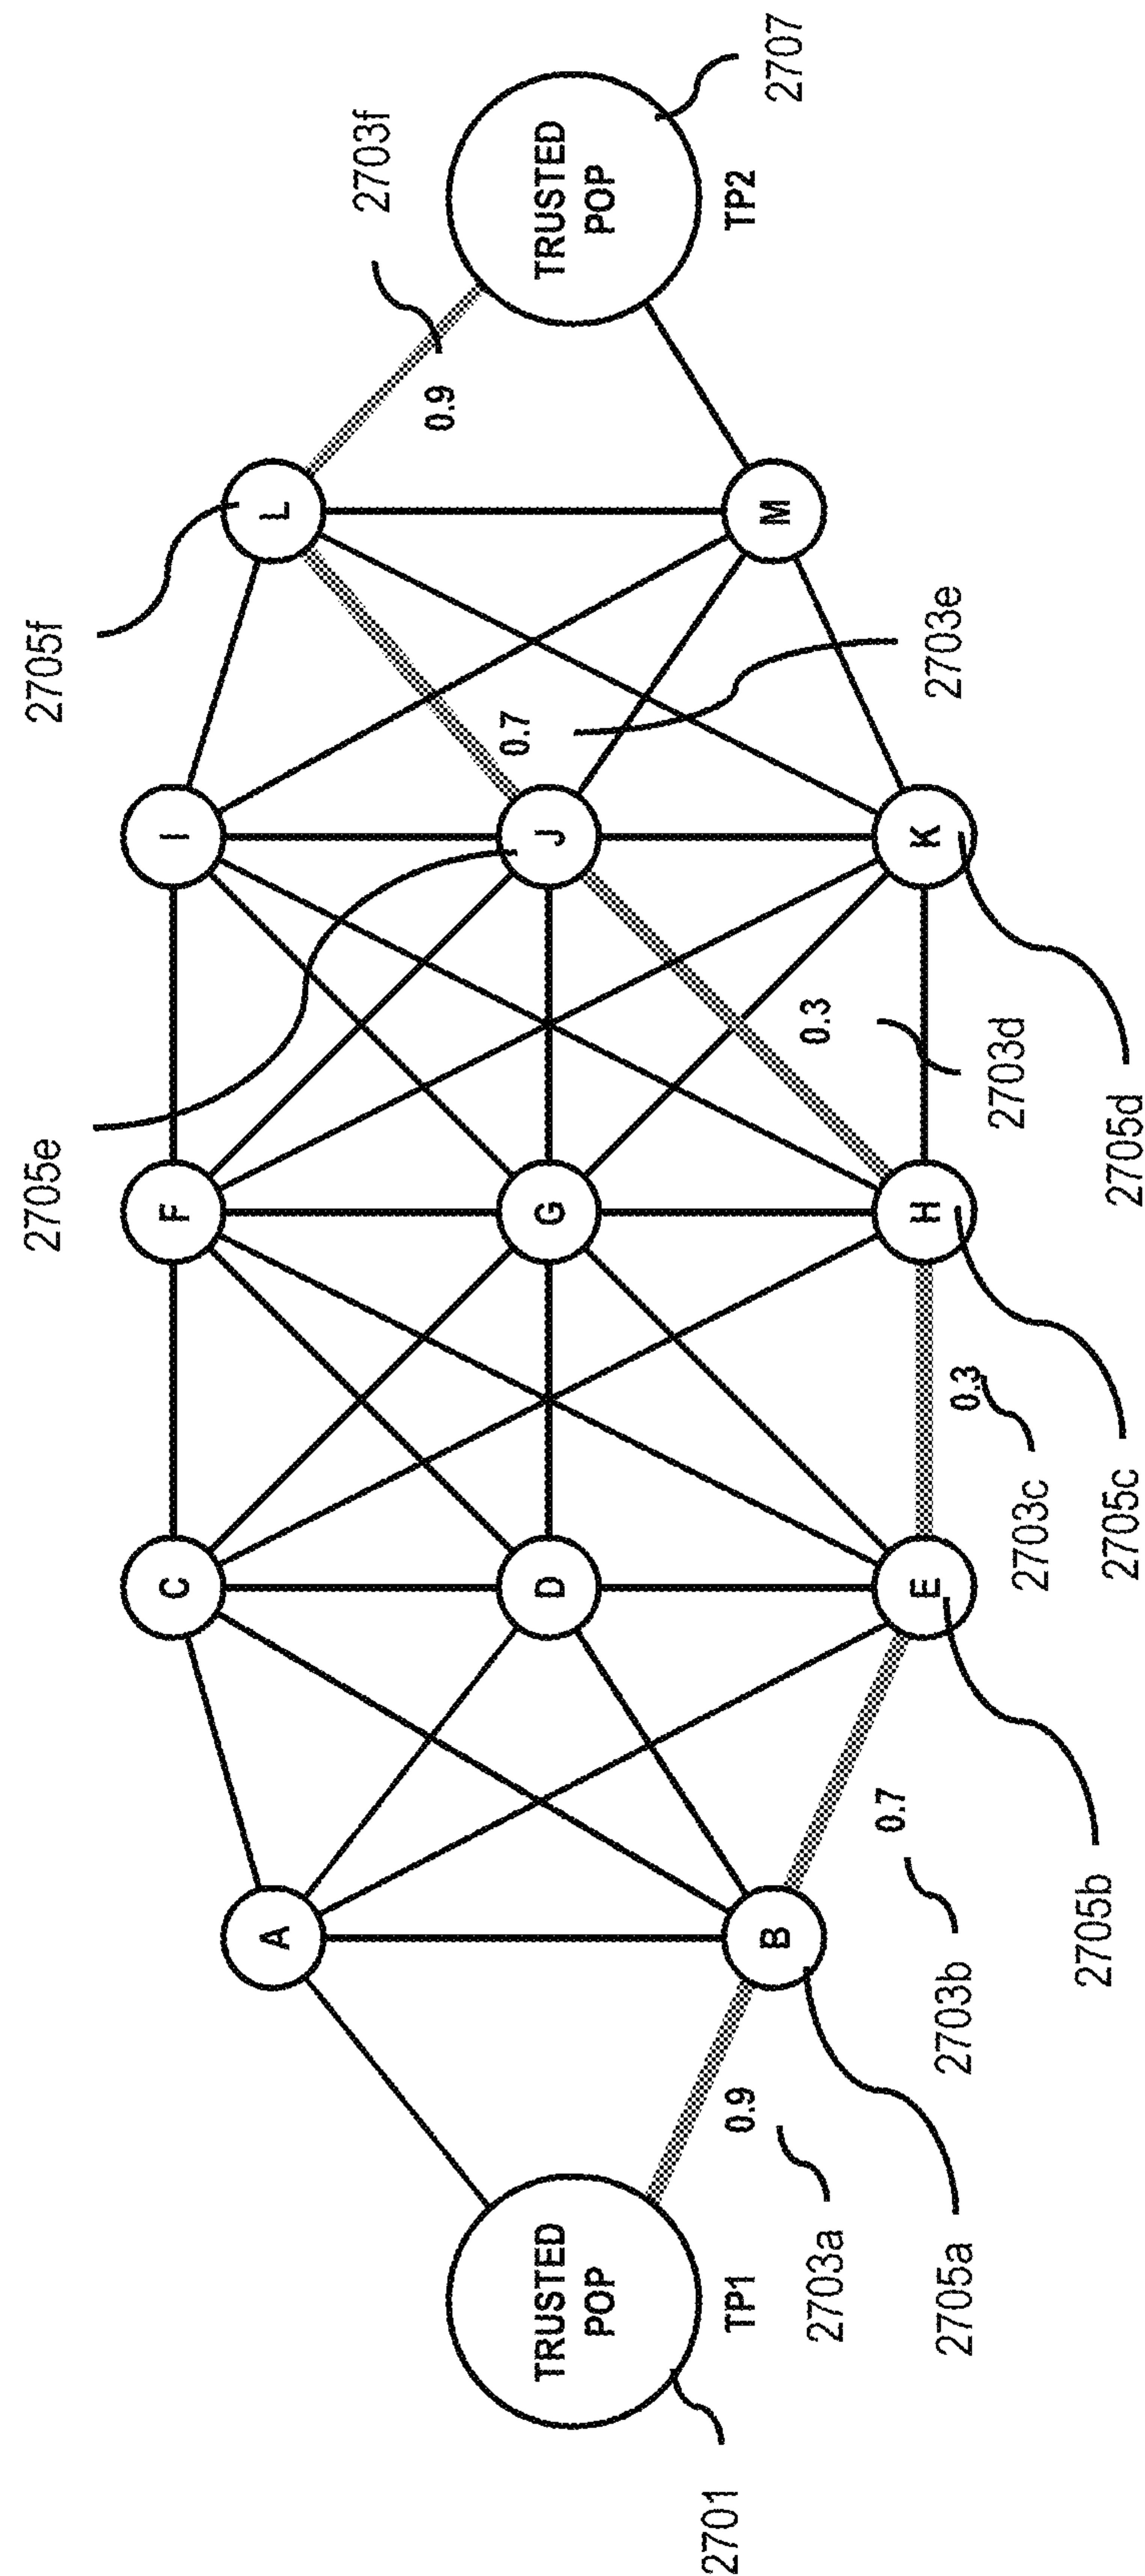 2705e
2705f
I
L
2703f
C
F
A
0.9
TRUSTED
POP
TP2
2707
D
G
J
0.7
TRUSTED
POP
TP1
2701
B
M
0.3
2703e
E
H
K
0.9
0.7
0.3
2703d
2703a
2703b
2703c
2705d
2705a
2705b
2705c